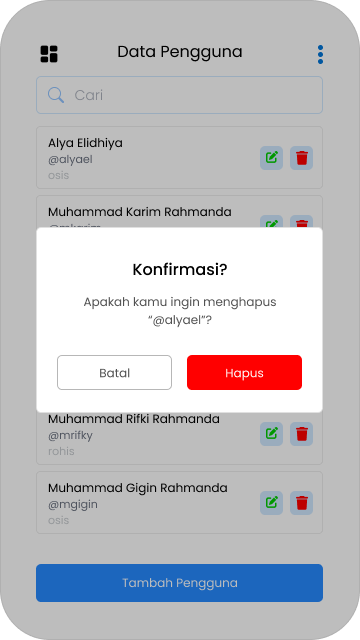 Data Pengguna
Cari
Alya Elidhiya
@alyael
osis
Muhammad Karim Rahmanda
@mkarim
Konfirmasi?
Apakah kamu ingin menghapus
“@alyael”?
Batal
Hapus
Muhammad Rifki Rahmanda
@mrifky
rohis
Muhammad Gigin Rahmanda
@mgigin
osis
Tambah Pengguna